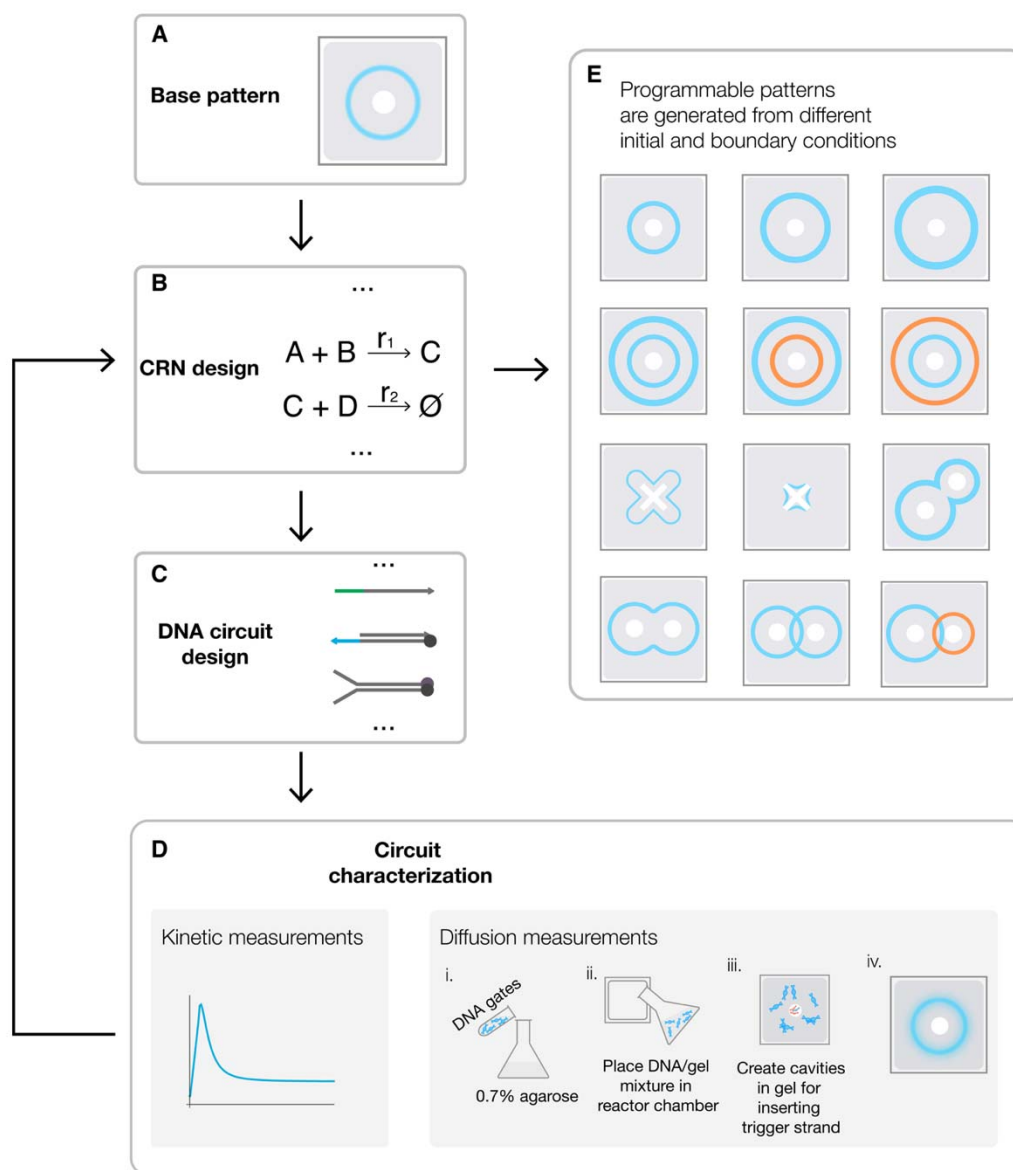 A
Base pattern
B
...
CRN design
A + B r₁→ C
C + D r₂→ Ø
...
C
...
DNA circuit
design
...
D
Circuit
characterization
Kinetic measurements
Diffusion measurements
i.
DNA gates
0.7% agarose
ii.
Place DNA/gel
mixture in
reactor chamber
iii.
Create cavities
in gel for
inserting
trigger strand
iv.
E
Programmable patterns
are generated from different
initial and boundary conditions